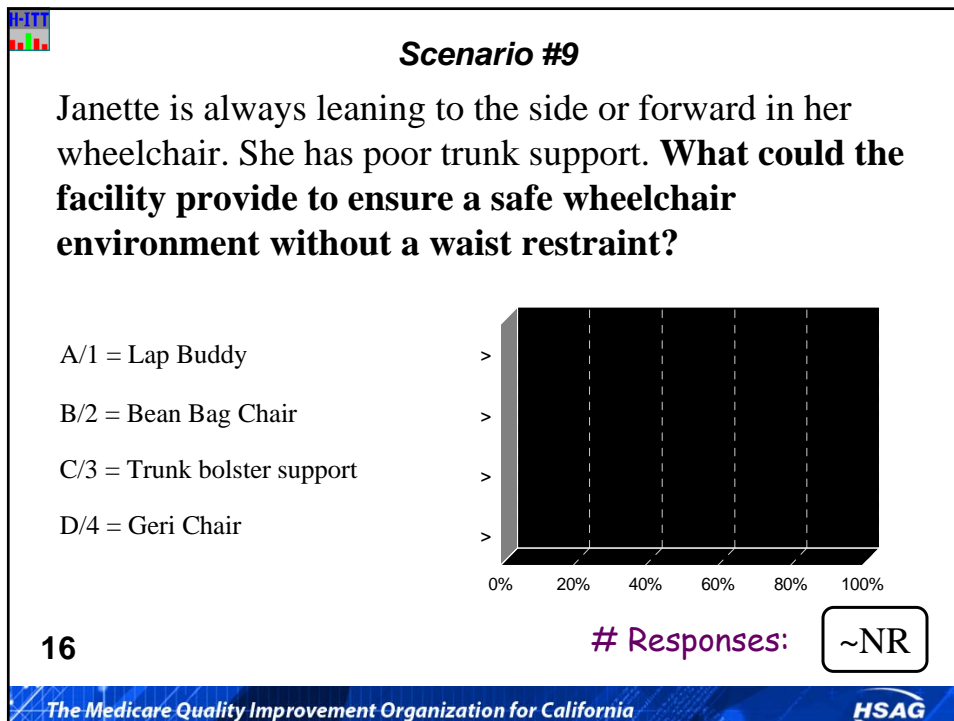 H-ITT
Scenario #9
Janette is always leaning to the side or forward in her
wheelchair. She has poor trunk support. What could the
facility provide to ensure a safe wheelchair
environment without a waist restraint?
A/1 = Lap Buddy
>
B/2 = Bean Bag Chair
>
C/3 = Trunk bolster support
>
D/4 = Geri Chair
>
0% 20% 40% 60% 80% 100%
# Responses:
~NR
16
The Medicare Quality Improvement Organization for California
HSAG